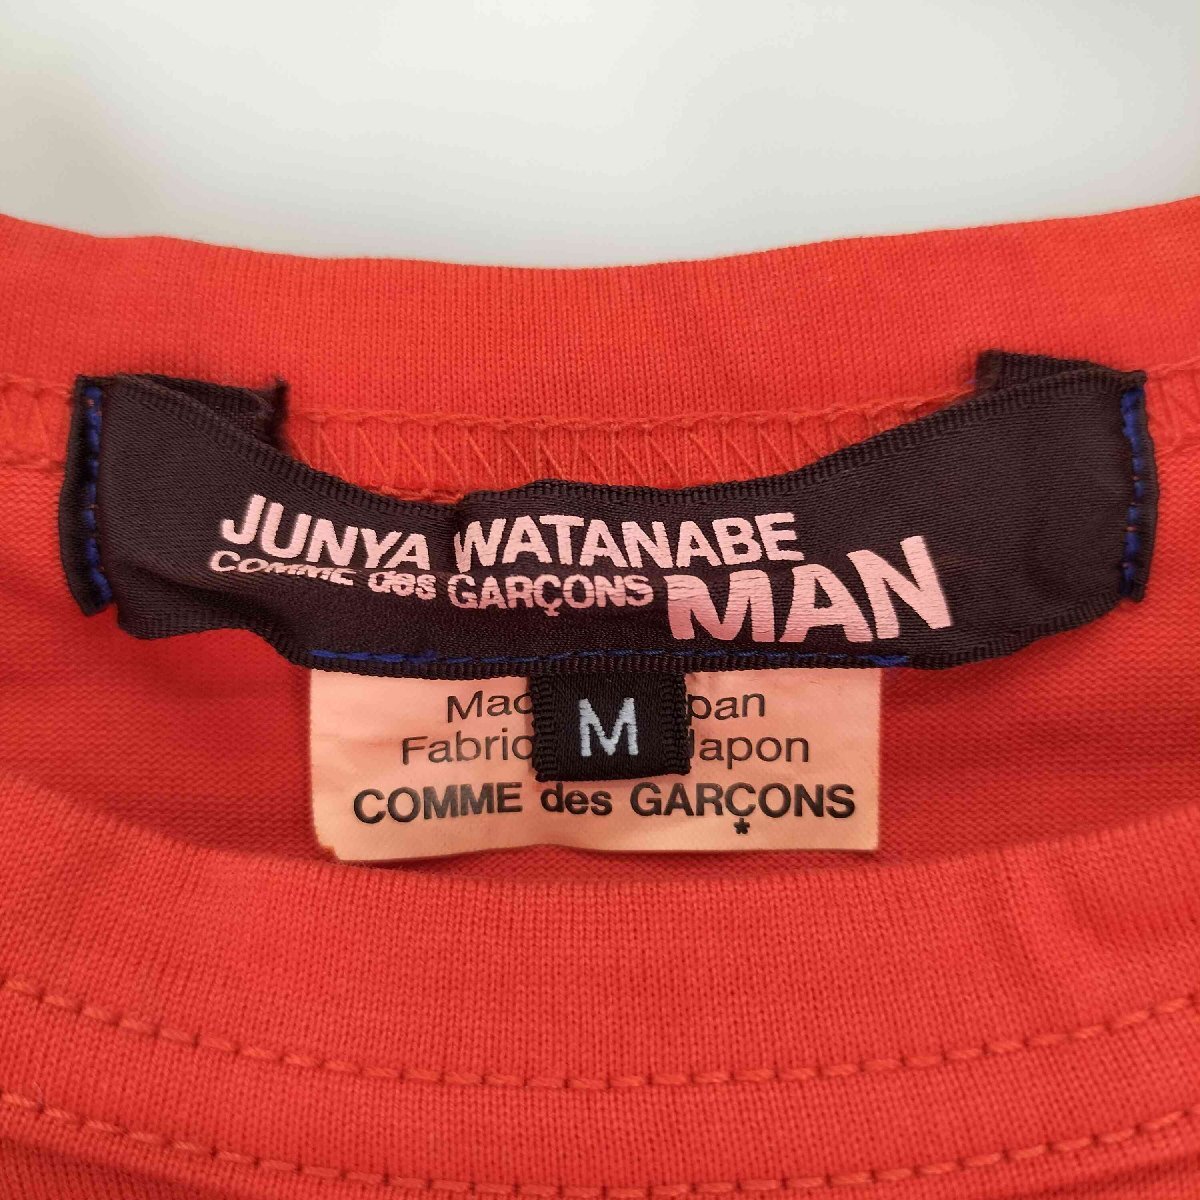 JUNYA WATANABE
COMME des GARÇONS MAN
M
COMME des GARÇONS
*